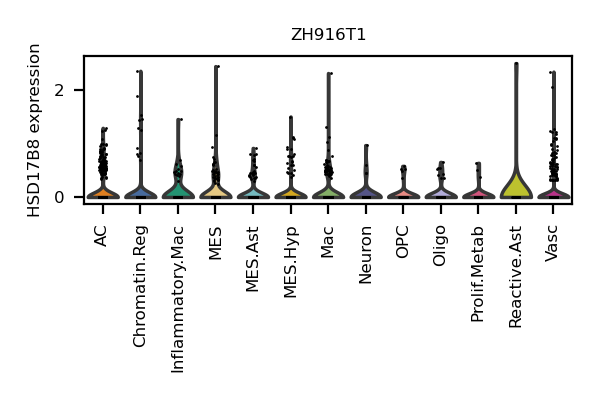 ZH916T1
HSD17B8 expression
2
0
AC
Chromatin.Reg
Inflammatory.Mac
MES
MES.Ast
MES.Hyp
Mac
Neuron
OPC
Oligo
Prolif.Metab
Reactive.Ast
Vasc